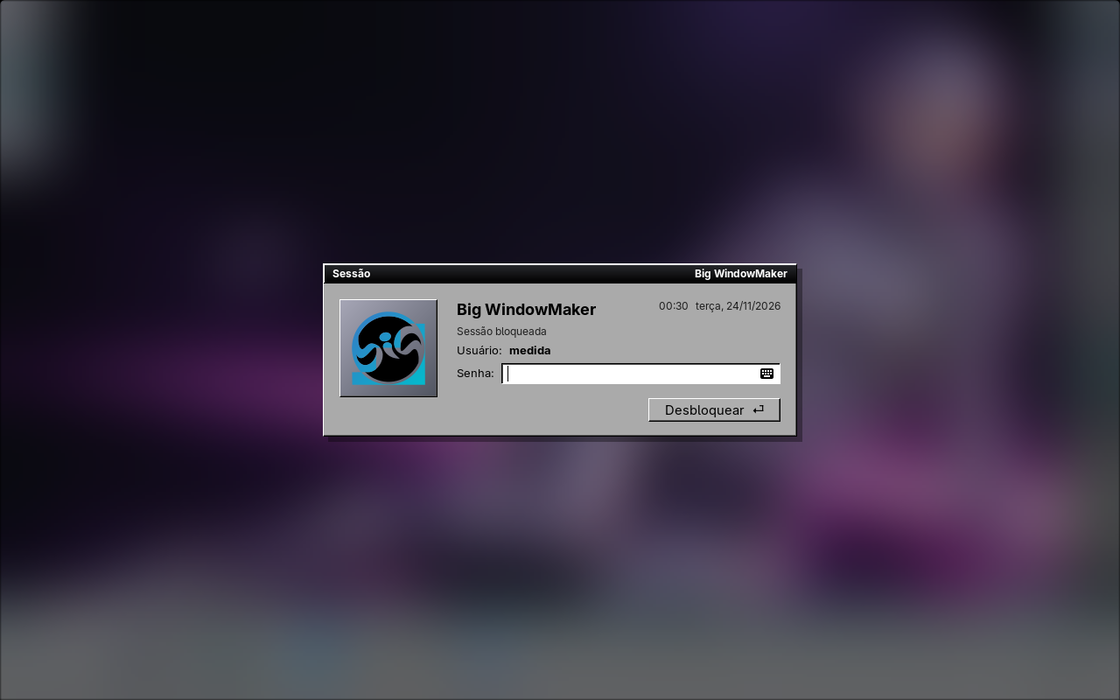 Sessão Big WindowMaker
Big WindowMaker 00:30 terça, 24/11/2026
Sessão bloqueada
Usuário: medida
Senha:
Desbloquear